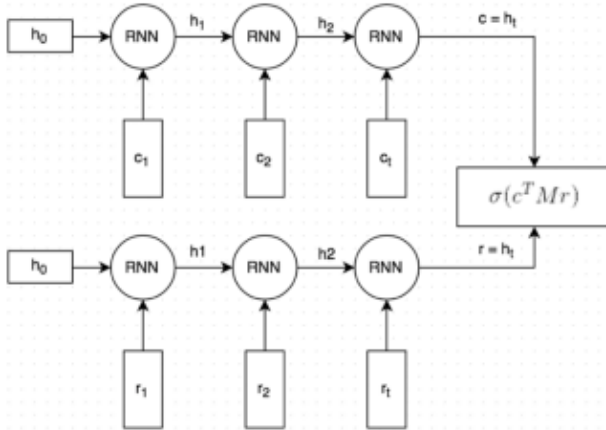 h₀ RNN h₁ RNN h₂ RNN c = hₜ
c₁ c₂ cₜ
σ(cᵀMr)
h₀ RNN h1 RNN h2 RNN r = hₜ
r₁ r₂ rₜ